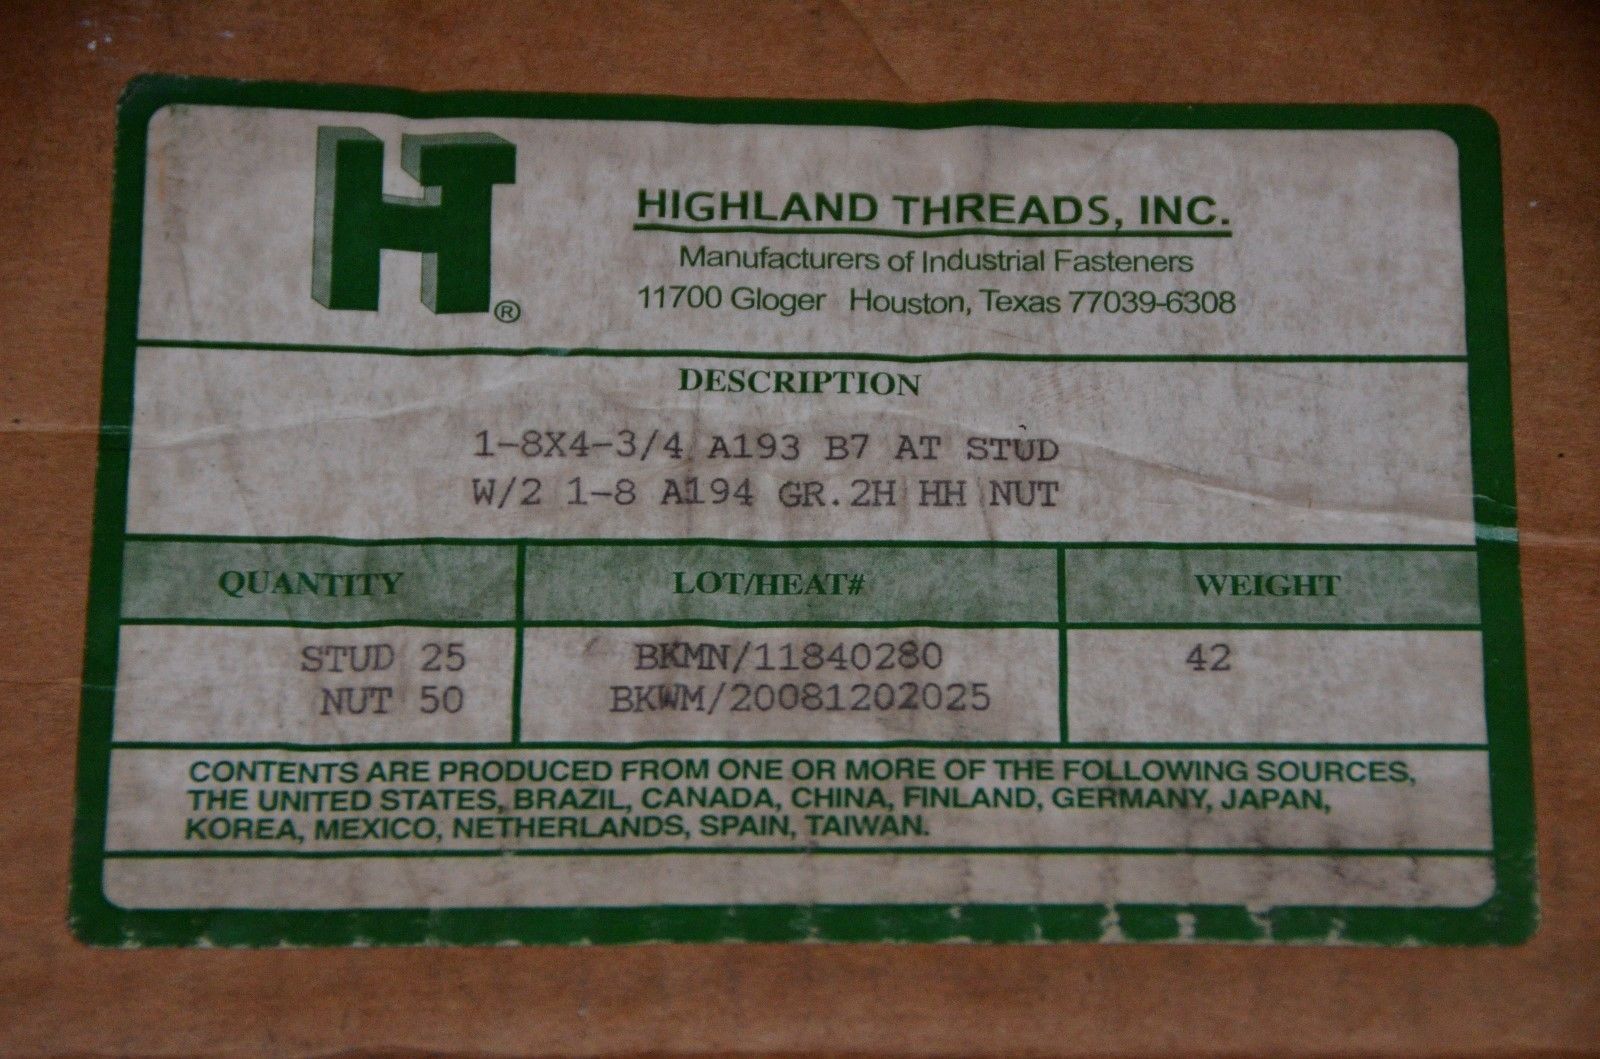 HT®
HIGHLAND THREADS, INC.
Manufacturers of Industrial Fasteners
11700 Gloger Houston, Texas 77039-6308
DESCRIPTION
1-8X4-3/4 A193 B7 AT STUD
W/2 1-8 A194 GR.2H HH NUT
QUANTITY LOT/HEAT# WEIGHT
STUD 25 BKMN/11840280 42
NUT 50 BKWM/20081202025
CONTENTS ARE PRODUCED FROM ONE OR MORE OF THE FOLLOWING SOURCES,
THE UNITED STATES, BRAZIL, CANADA, CHINA, FINLAND, GERMANY, JAPAN,
KOREA, MEXICO, NETHERLANDS, SPAIN, TAIWAN.